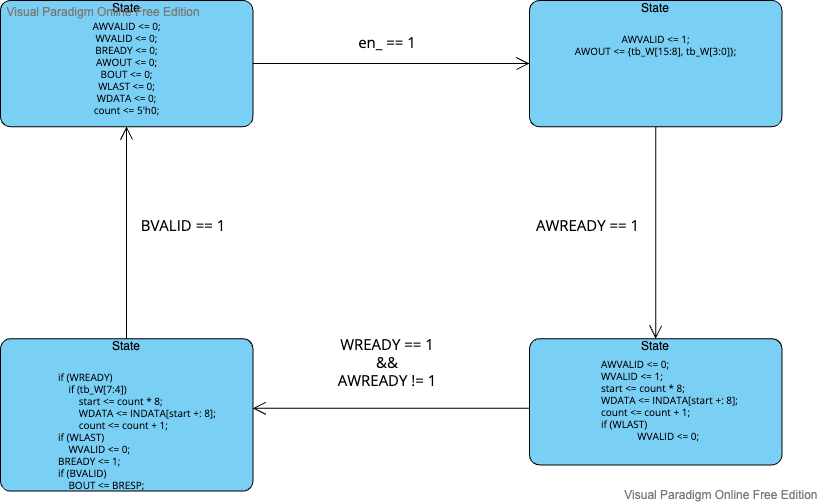 State
Visual Paradigm Online Free Edition
AWVALID <= 0;
WVALID <= 0;
BREADY <= 0;
AWOUT <= 0;
BOUT <= 0;
WLAST <= 0;
WDATA <= 0;
count <= 5'h0;
en_ == 1
State
AWVALID <= 1;
AWOUT <= {tb_W[15:8], tb_W[3:0]};
BVALID == 1
AWREADY == 1
State
if (WREADY)
if (tb_W[7:4])
start <= count * 8;
WDATA <= INDATA[start +: 8];
count <= count + 1;
if (WLAST)
WVALID <= 0;
BREADY <= 1;
if (BVALID)
BOUT <= BRESP;
WREADY == 1
&&
AWREADY != 1
State
AWVALID <= 0;
WVALID <= 1;
start <= count * 8;
WDATA <= INDATA[start +: 8];
count <= count + 1;
if (WLAST)
WVALID <= 0;
Visual Paradigm Online Free Edition